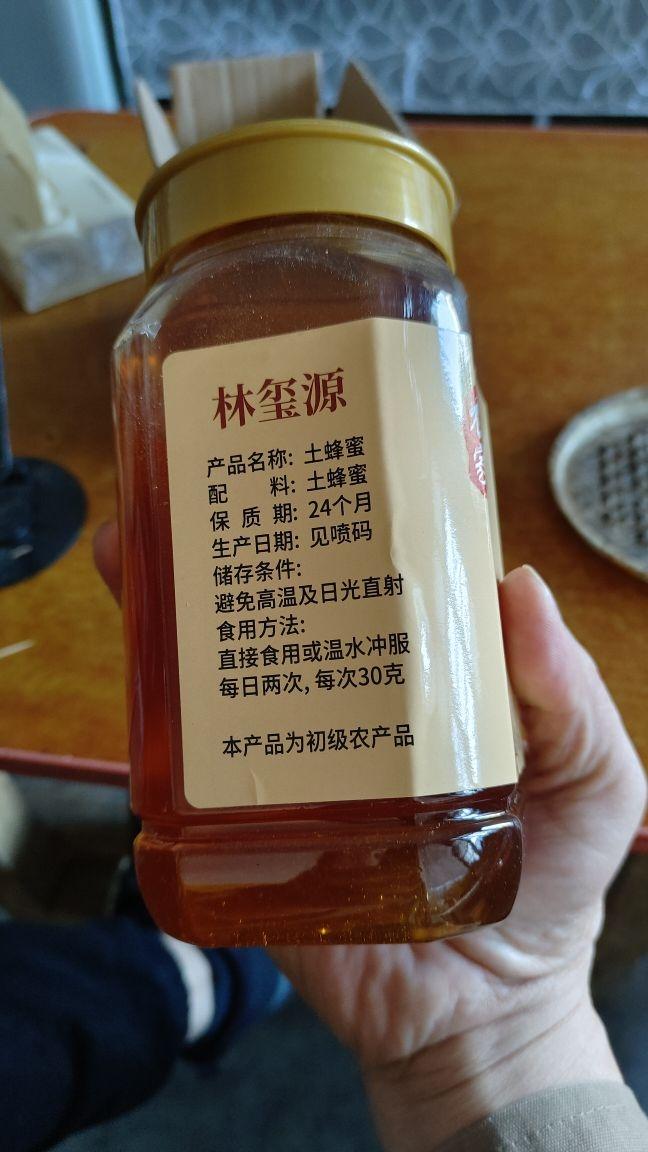 林玺源
产品名称: 土蜂蜜
配料: 土蜂蜜
保质期: 24个月
生产日期: 见喷码
储存条件:
避免高温及日光直射
食用方法:
直接食用或温水冲服
每日两次, 每次30克
本产品为初级农产品